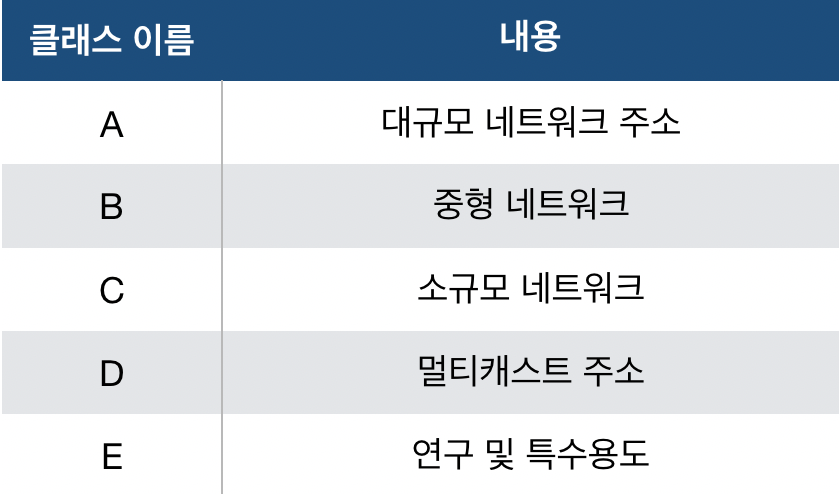 클래스 이름 내용
A 대규모 네트워크 주소
B 중형 네트워크
C 소규모 네트워크
D 멀티캐스트 주소
E 연구 및 특수용도